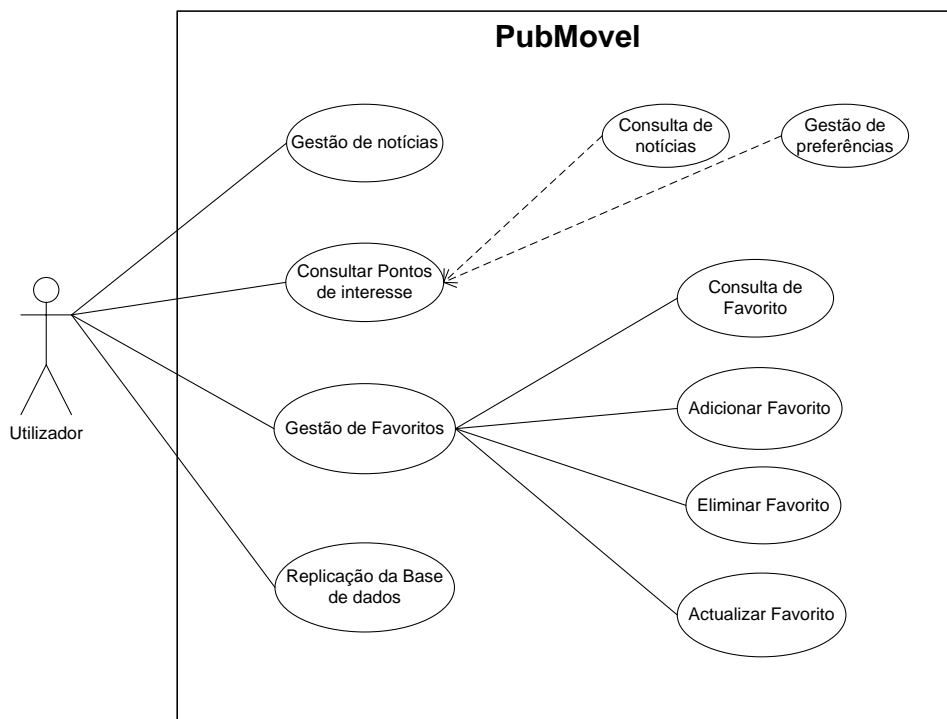 PubMovel
Gestão de notícias
Consulta de
notícias
Gestão de
preferências
Consultar Pontos
de interesse
Consulta de
Favorito
Utilizador
Gestão de Favoritos
Adicionar Favorito
Eliminar Favorito
Replicação da Base
de dados
Actualizar Favorito